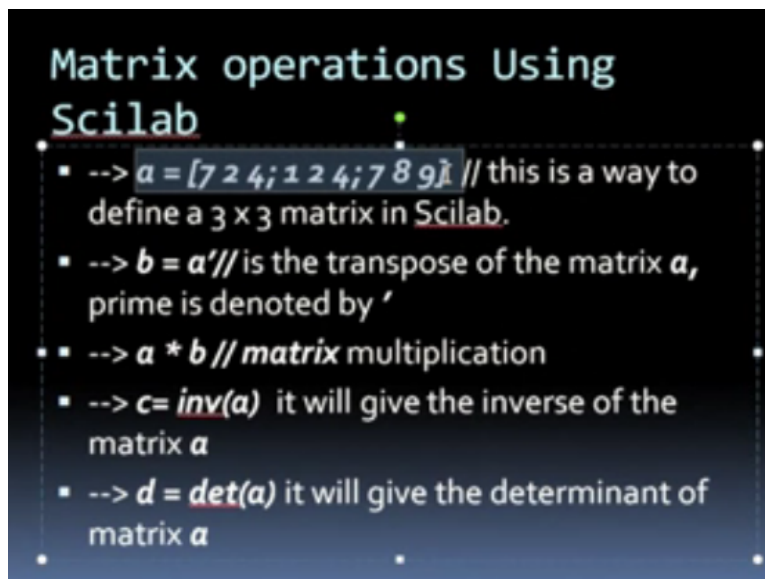 Matrix operations Using
Scilab
▪ --> a = [7 2 4; 1 2 4; 7 8 9] // this is a way to
define a 3 x 3 matrix in Scilab.
▪ --> b = a'// is the transpose of the matrix a,
prime is denoted by '
▪ --> a * b // matrix multiplication
▪ --> c= inv(a) it will give the inverse of the
matrix a
▪ --> d = det(a) it will give the determinant of
matrix a